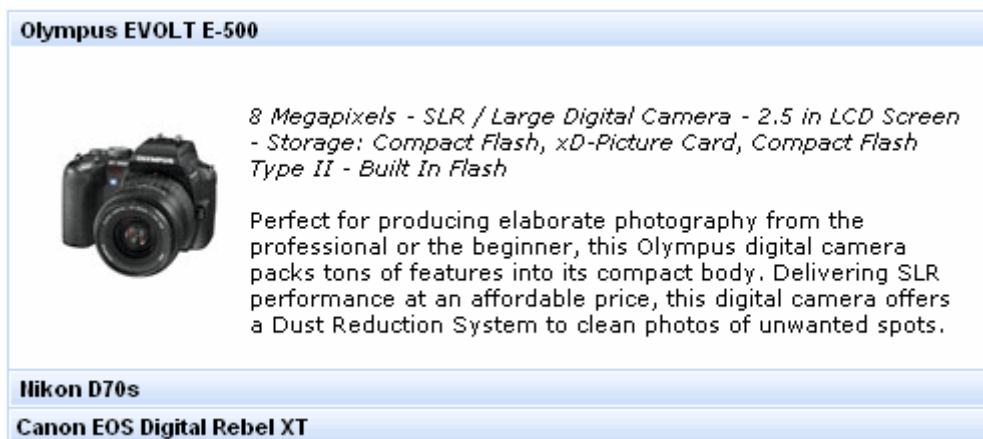 Olympus EVOLT E-500
8 Megapixels - SLR / Large Digital Camera - 2.5 in LCD Screen
- Storage: Compact Flash, xD-Picture Card, Compact Flash
Type II - Built In Flash
OLYMPUS
Perfect for producing elaborate photography from the
professional or the beginner, this Olympus digital camera
packs tons of features into its compact body. Delivering SLR
performance at an affordable price, this digital camera offers
a Dust Reduction System to clean photos of unwanted spots.
Nikon D70s
Canon EOS Digital Rebel XT